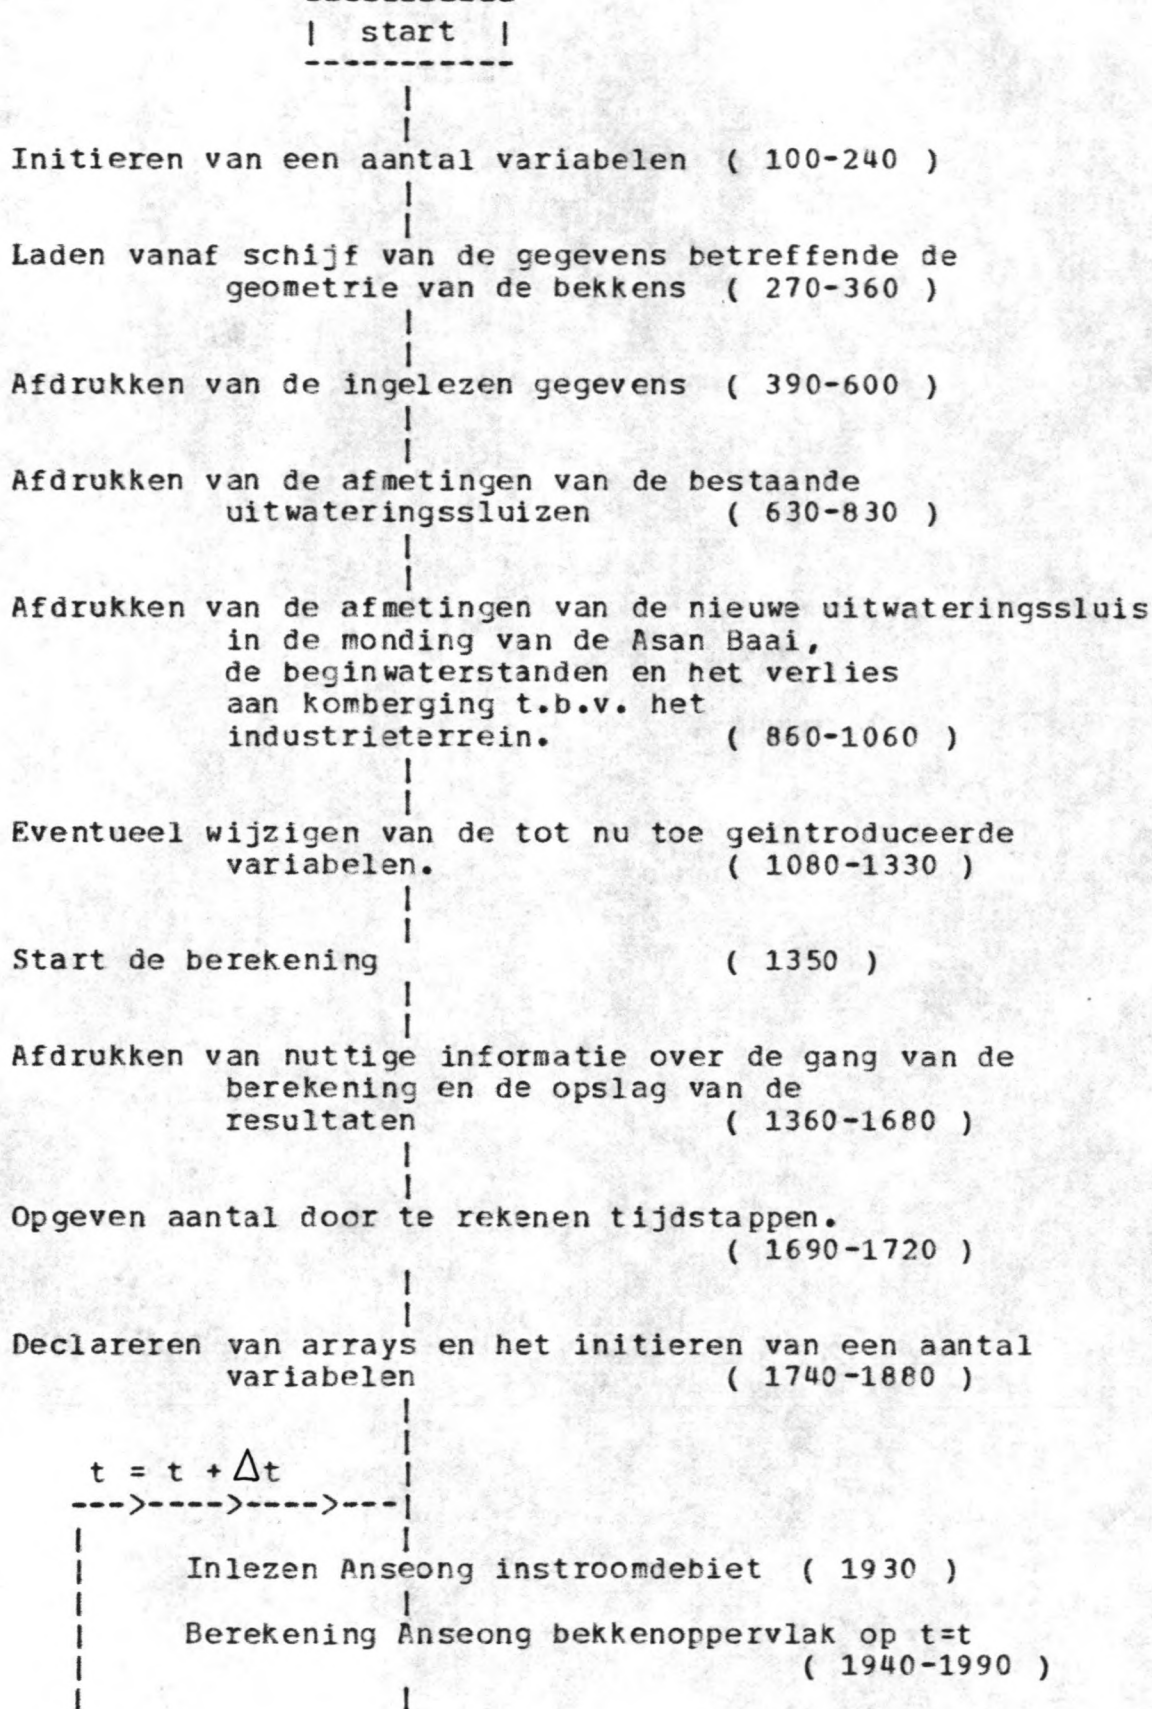 start
Initieren van een aantal variabelen ( 100-240 )
Laden vanaf schijf van de gegevens betreffende de
geometrie van de bekkens ( 270-360 )
Afdrukken van de ingelezen gegevens ( 390-600 )
Afdrukken van de afmetingen van de bestaande
uitwateringssluizen ( 630-830 )
Afdrukken van de afmetingen van de nieuwe uitwateringssluis
in de monding van de Asan Baai,
de beginwaterstanden en het verlies
aan komberging t.b.v. het
industrieterrein. ( 860-1060 )
Eventueel wijzigen van de tot nu toe geintroduceerde
variabelen. ( 1080-1330 )
Start de berekening ( 1350 )
Afdrukken van nuttige informatie over de gang van de
berekening en de opslag van de
resultaten ( 1360-1680 )
Opgeven aantal door te rekenen tijdstappen.
( 1690-1720 )
Declareren van arrays en het initieren van een aantal
variabelen ( 1740-1880 )
t = t + Δt
Inlezen Anseong instroomdebiet ( 1930 )
Berekening Anseong bekkenoppervlak op t=t
( 1940-1990 )